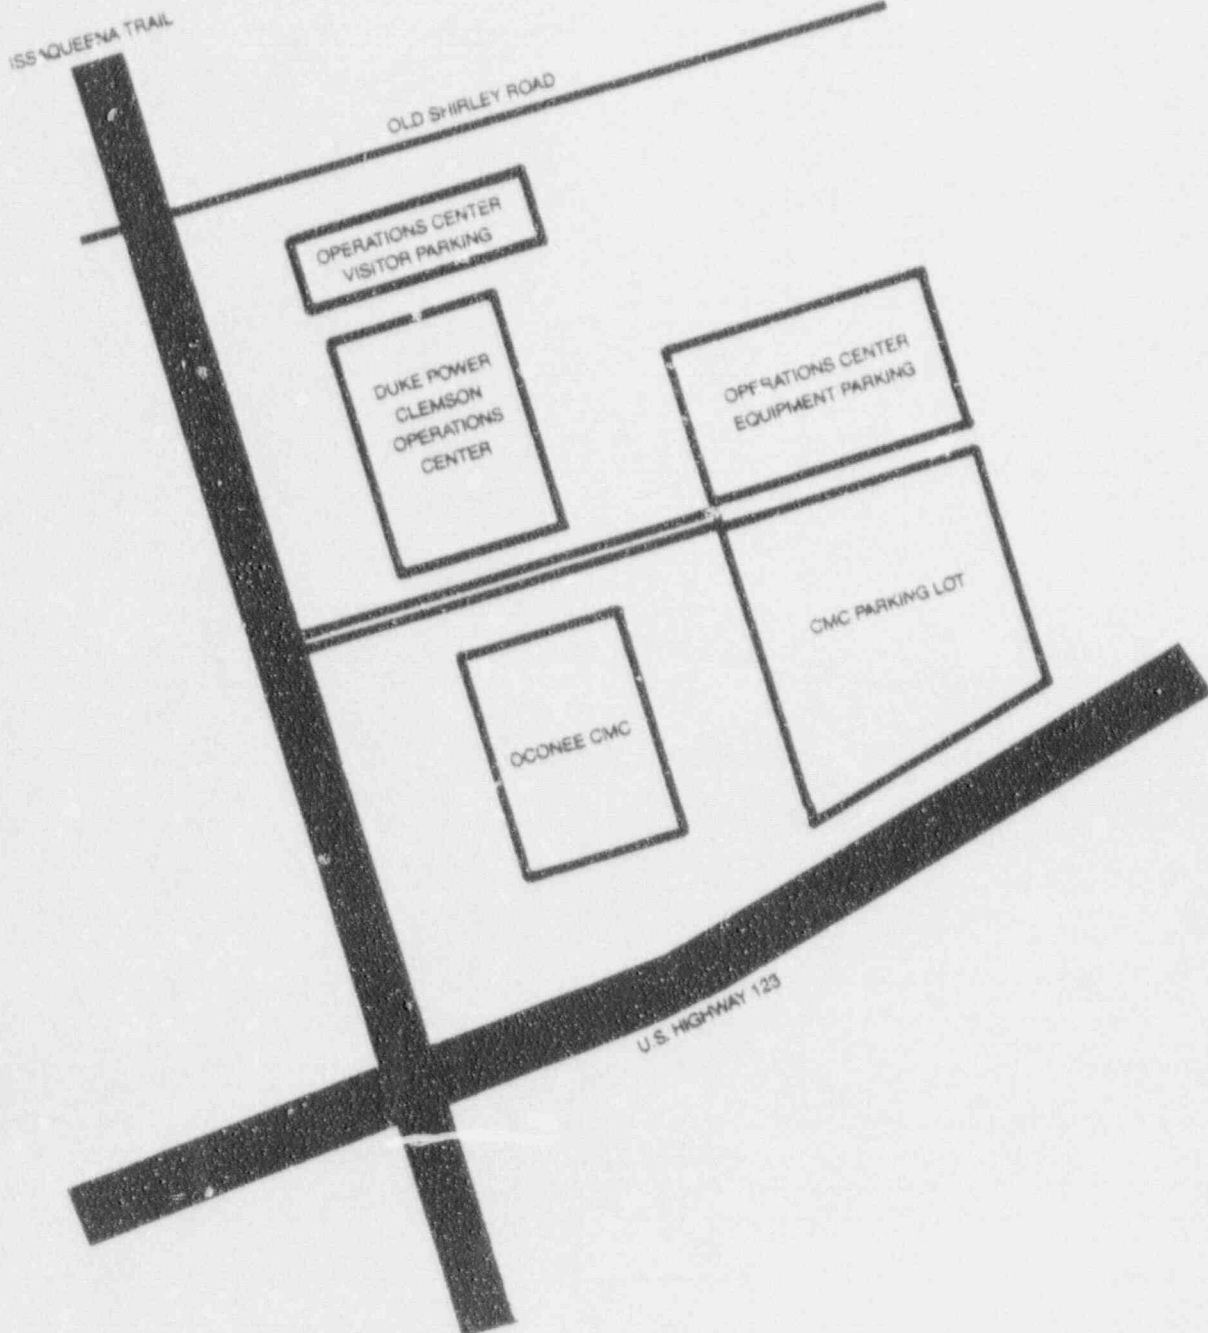 ISSAQUEENA TRAIL
OLD SHIRLEY ROAD
OPERATIONS CENTER
VISITOR PARKING
DUKE POWER
CLEMSON
OPERATIONS
CENTER
OPERATIONS CENTER
EQUIPMENT PARKING
CMC PARKING LOT
OCONEE CMC
U.S. HIGHWAY 123